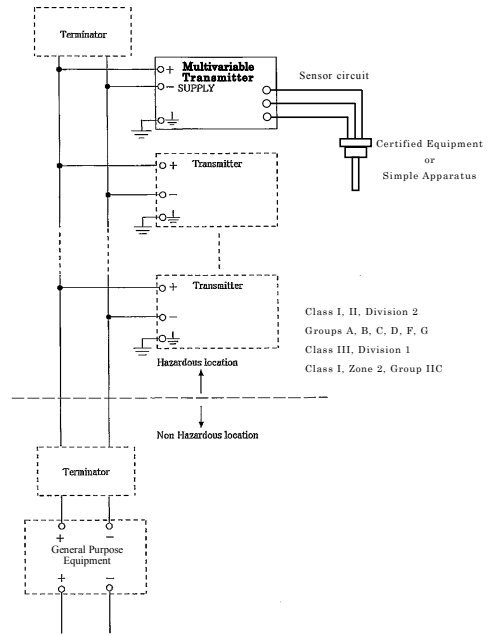 Terminator
Multivariable
Transmitter
+
− SUPPLY
Sensor circuit
Certified Equipment
or
Simple Apparatus
Transmitter
+
−
Transmitter
+
−
Class I, II, Division 2
Groups A, B, C, D, F, G
Class III, Division 1
Class I, Zone 2, Group IIC
Hazardous location
Non Hazardous location
Terminator
+ −
General Purpose
Equipment
+ −